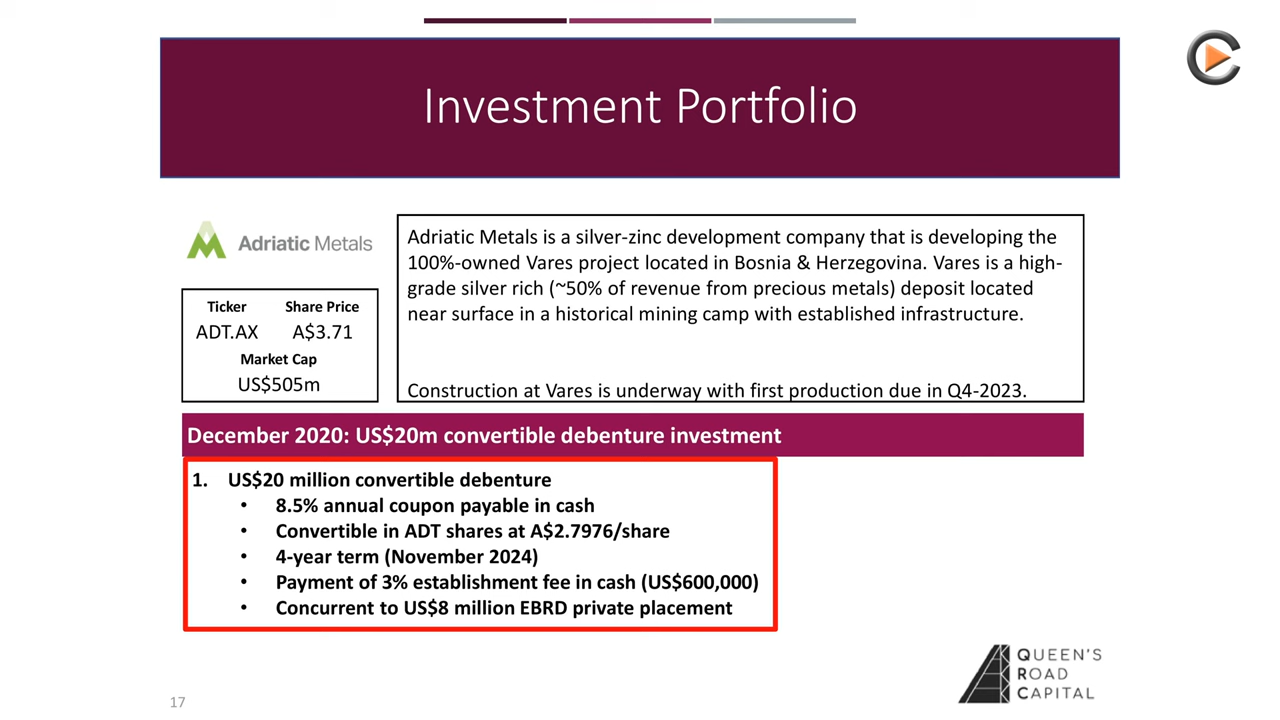 Investment Portfolio
Adriatic Metals
Ticker Share Price
ADT.AX A$3.71
Market Cap
US$505m
Adriatic Metals is a silver-zinc development company that is developing the
100%-owned Vares project located in Bosnia & Herzegovina. Vares is a high-
grade silver rich (~50% of revenue from precious metals) deposit located
near surface in a historical mining camp with established infrastructure.
Construction at Vares is underway with first production due in Q4-2023.
December 2020: US$20m convertible debenture investment
1. US$20 million convertible debenture
• 8.5% annual coupon payable in cash
• Convertible in ADT shares at A$2.7976/share
• 4-year term (November 2024)
• Payment of 3% establishment fee in cash (US$600,000)
• Concurrent to US$8 million EBRD private placement
QUEEN'S
ROAD
CAPITAL
17